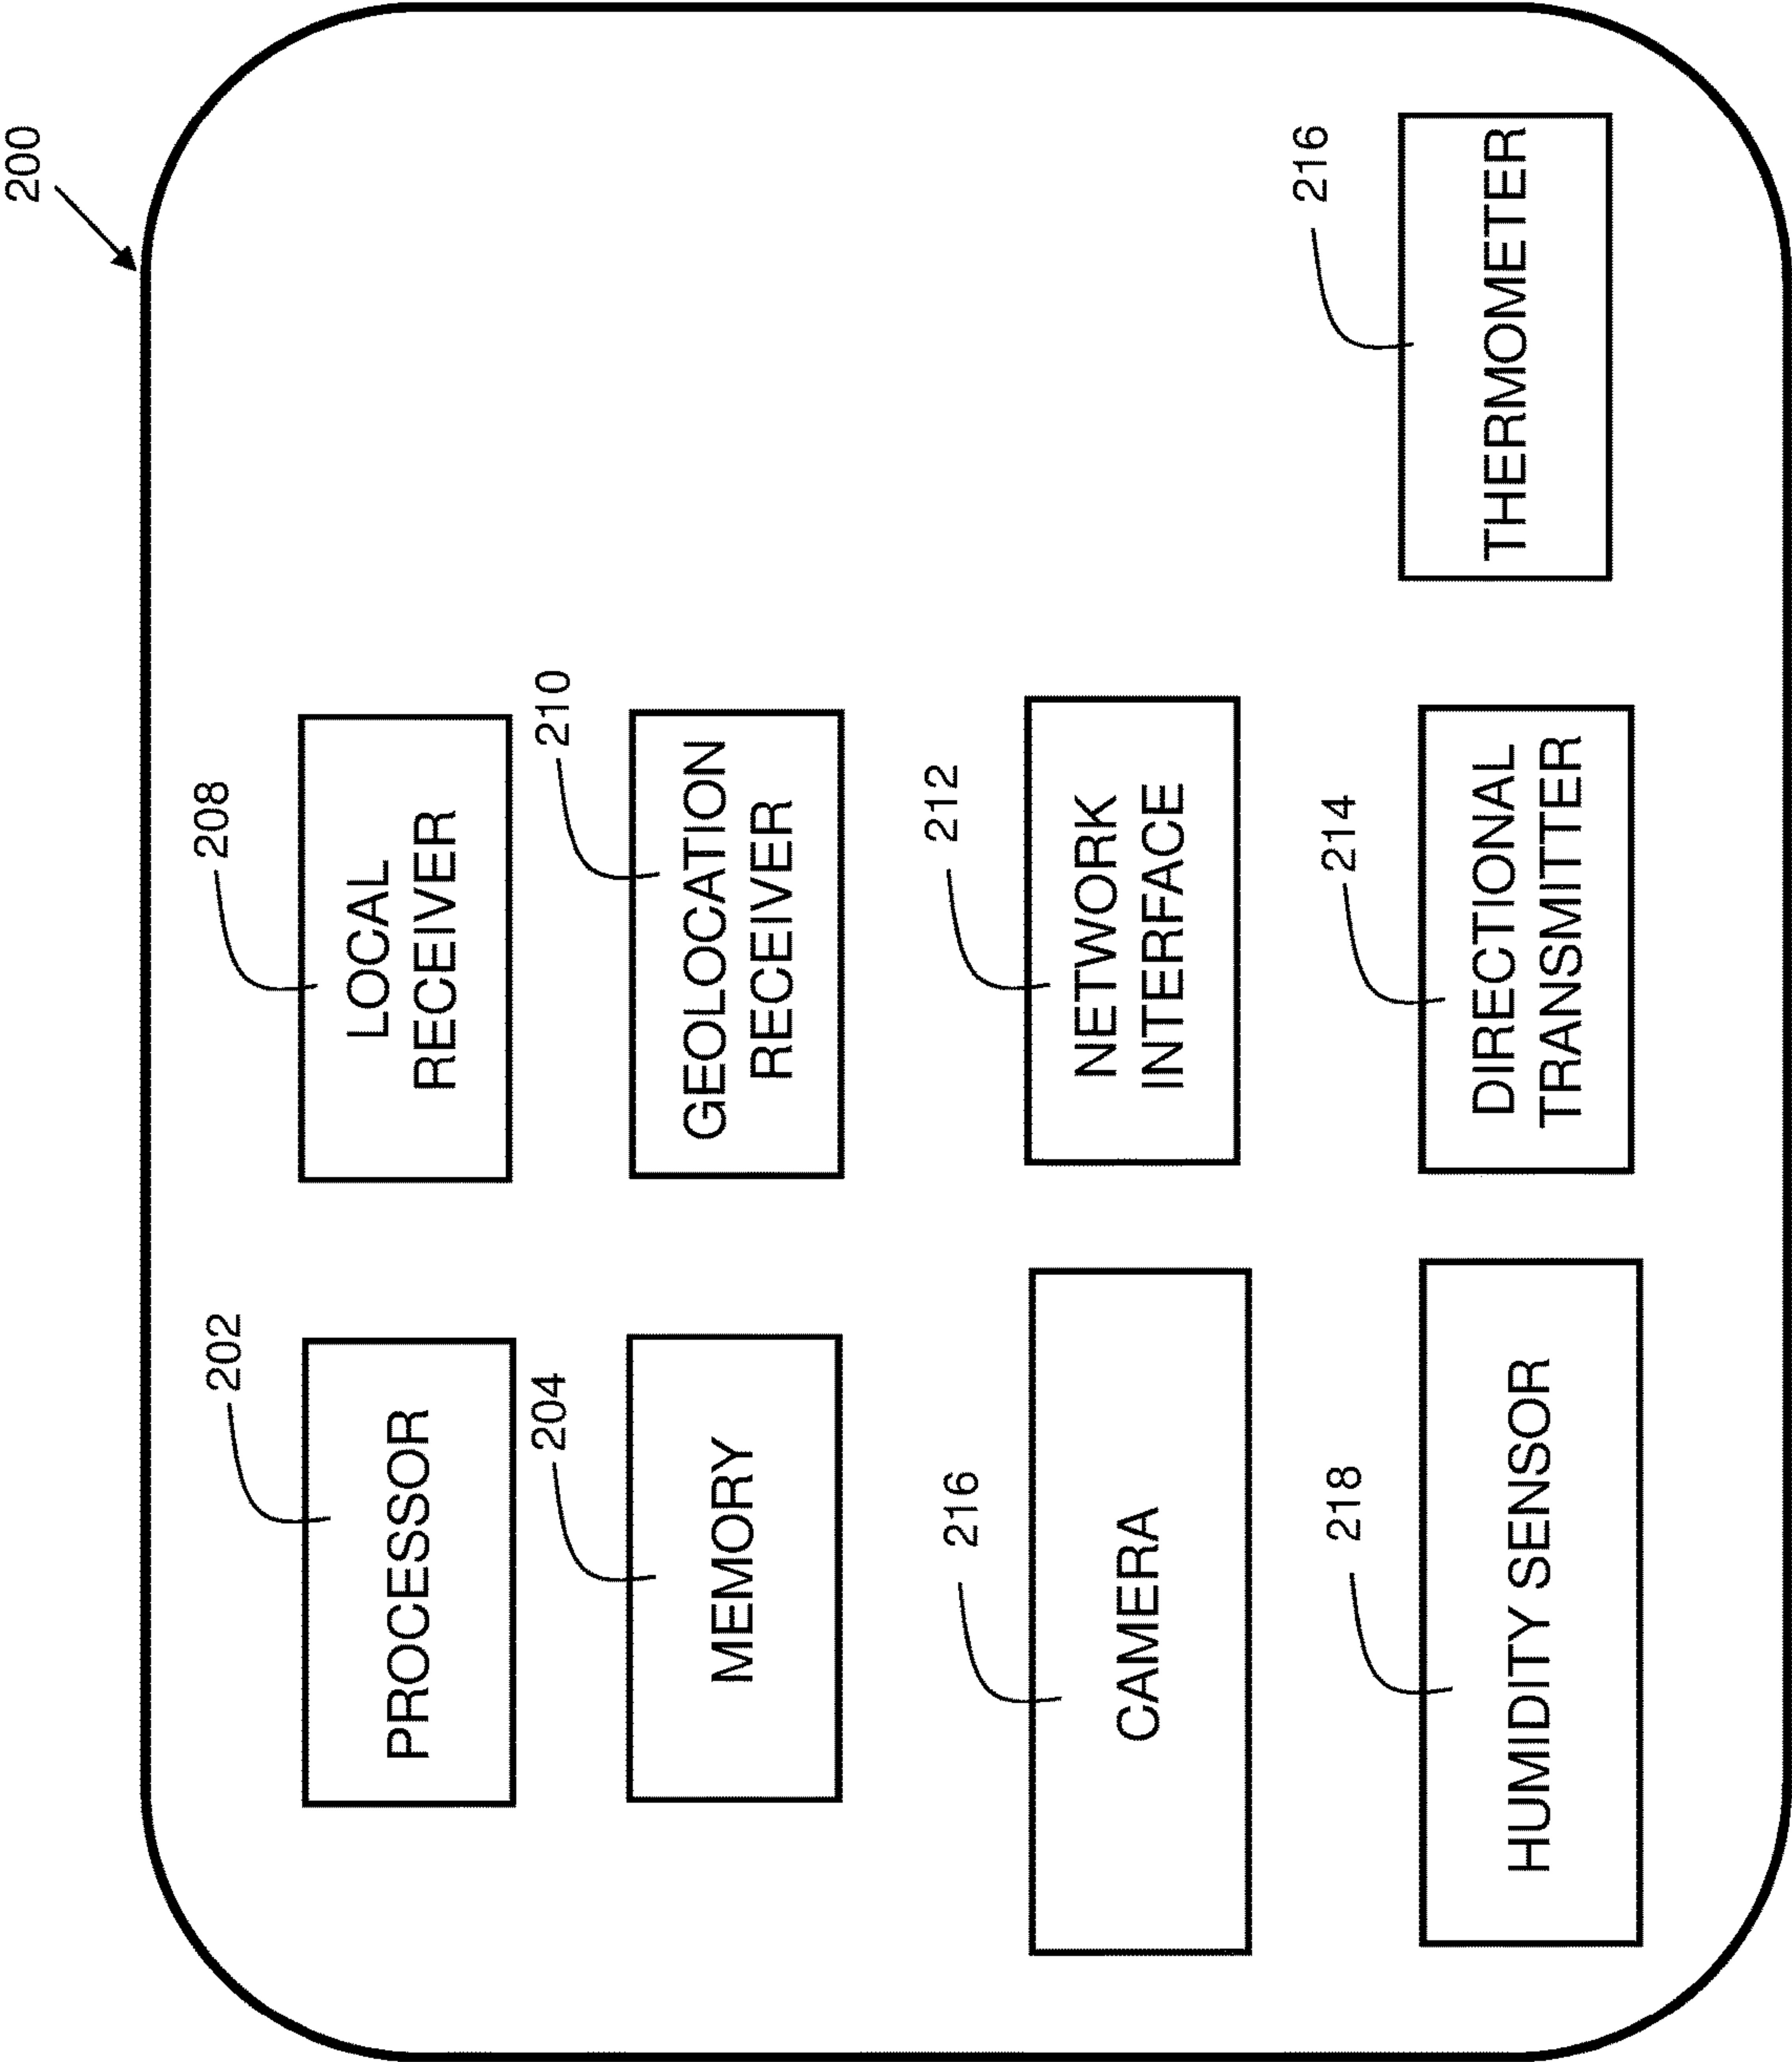 200
202
PROCESSOR
208
LOCAL
RECEIVER
204
MEMORY
210
GEOLOCATION
RECEIVER
216
CAMERA
212
NETWORK
INTERFACE
216
THERMOMETER
218
HUMIDITY SENSOR
214
DIRECTIONAL
TRANSMITTER